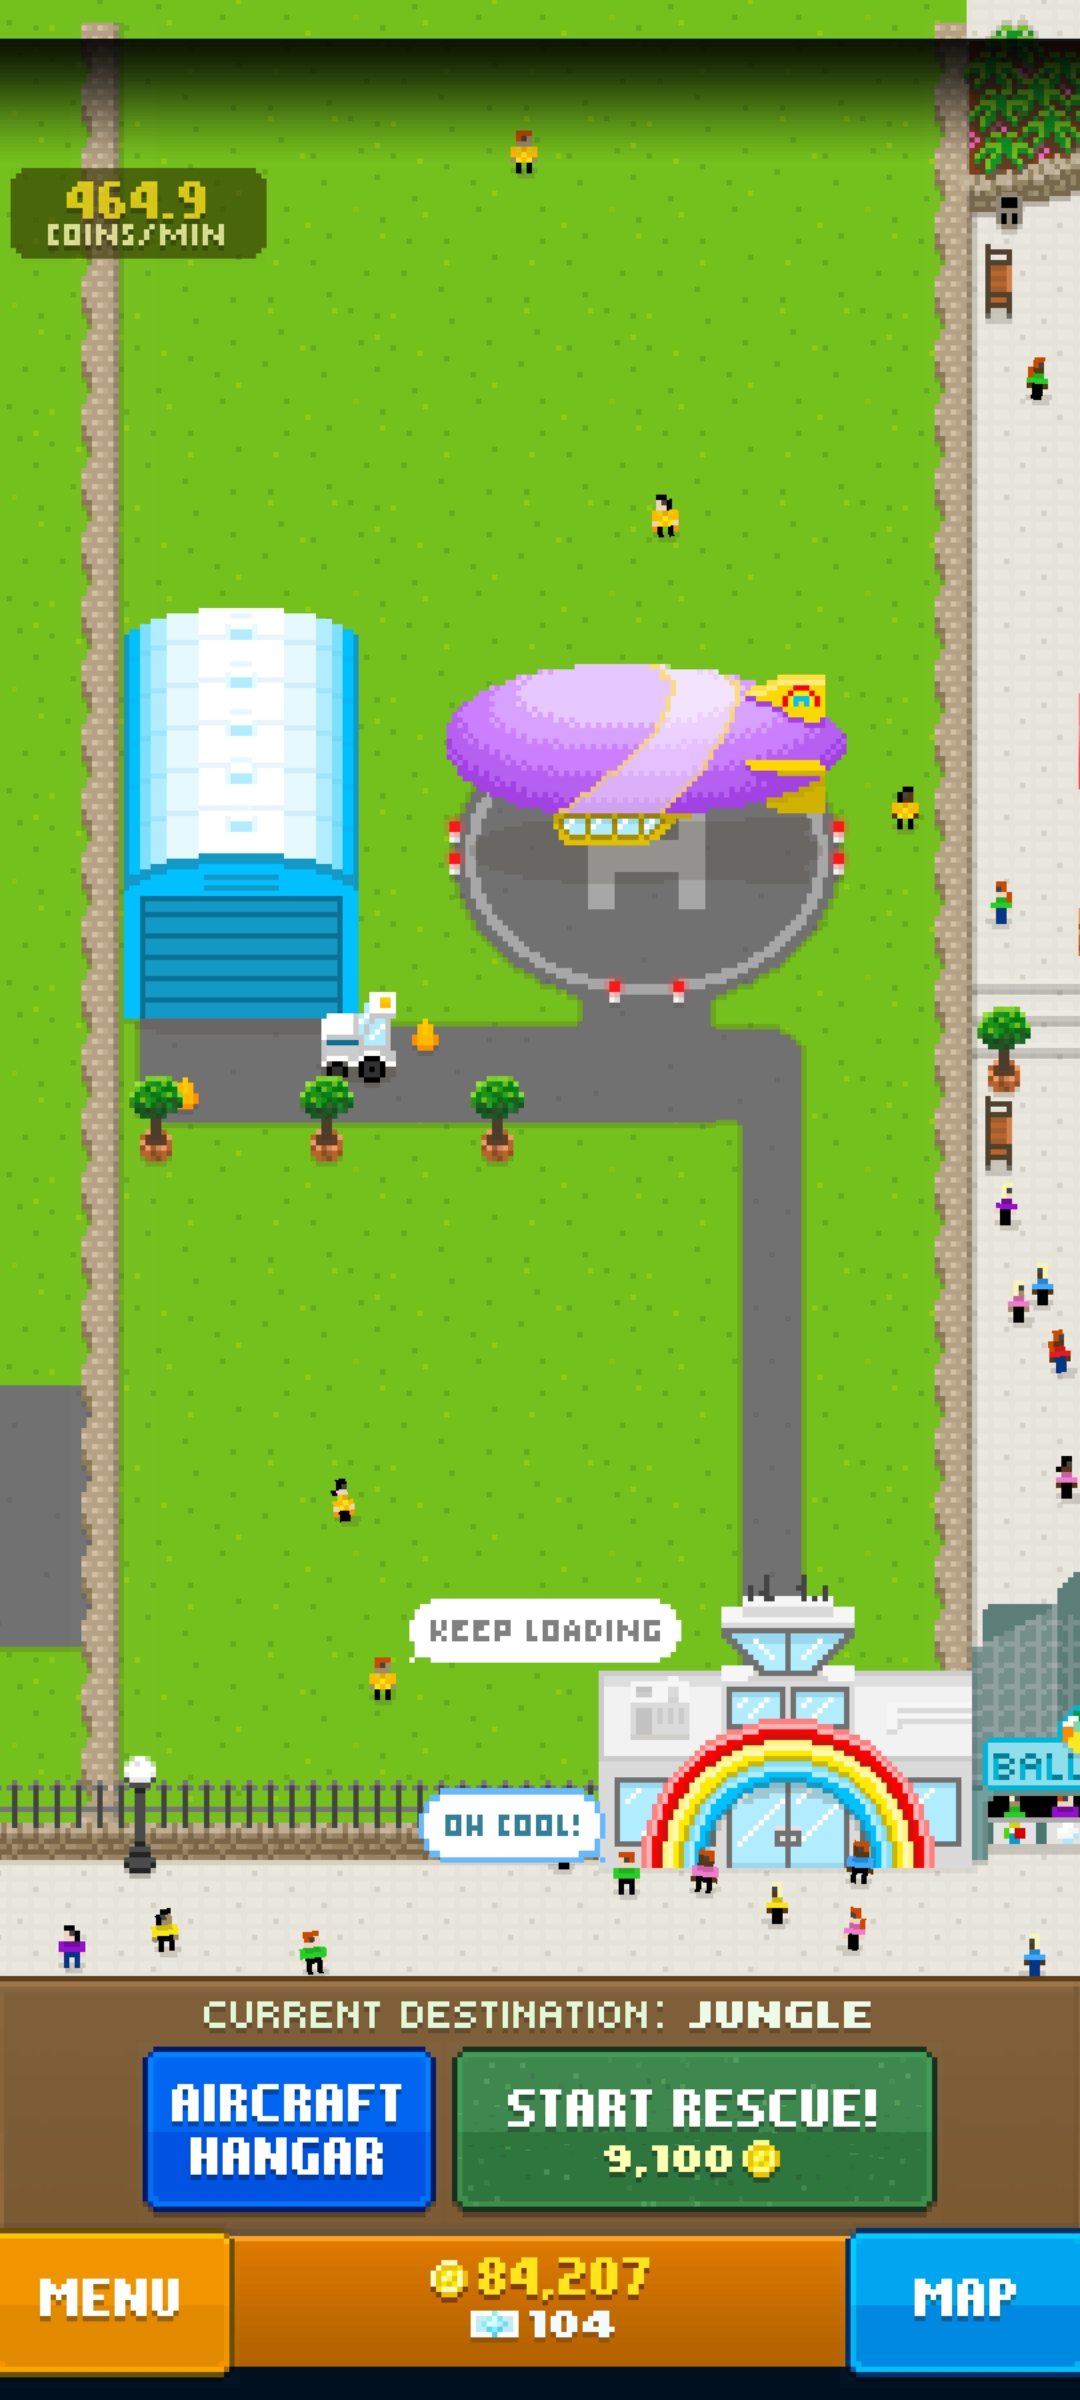 464.9
COINS/MIN
KEEP LOADING
BALL
OH COOL!
CURRENT DESTINATION: JUNGLE
AIRCRAFT
HANGAR
START RESCUE!
9,100
MENU
84,207
104
MAP